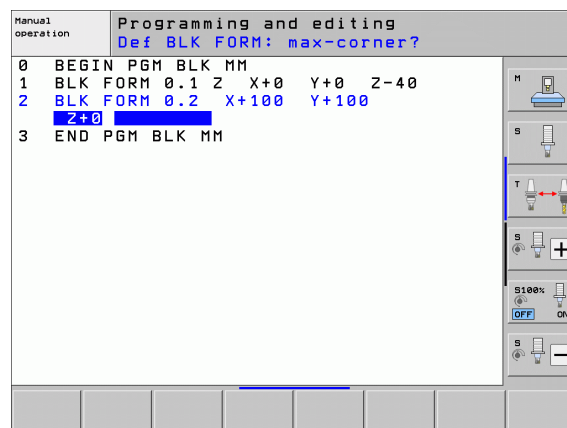 Manual
operation
Programming and editing
Def BLK FORM: max-corner?
0 BEGIN PGM BLK MM
1 BLK FORM 0.1 Z X+0 Y+0 Z-40
2 BLK FORM 0.2 X+100 Y+100
Z+0
3 END PGM BLK MM
M
S
T
S
+
S100%
OFF ON
S
-